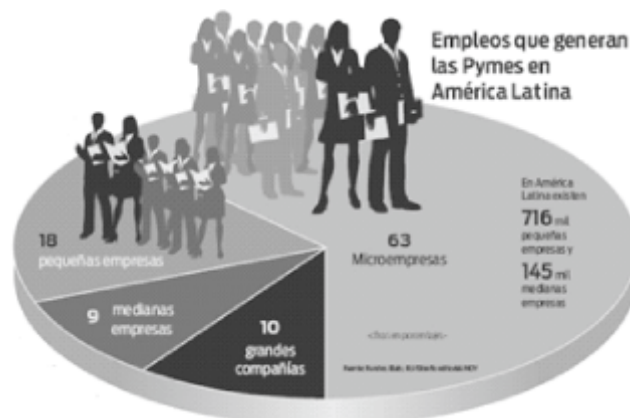 Empleos que generan
las Pymes en
América Latina
En América
Latina existen
716 mil
pequeñas
empresas y
145 mil
medianas
empresas
63
Microempresas
18
pequeñas empresas
9 medianas
empresas
10
grandes
compañías